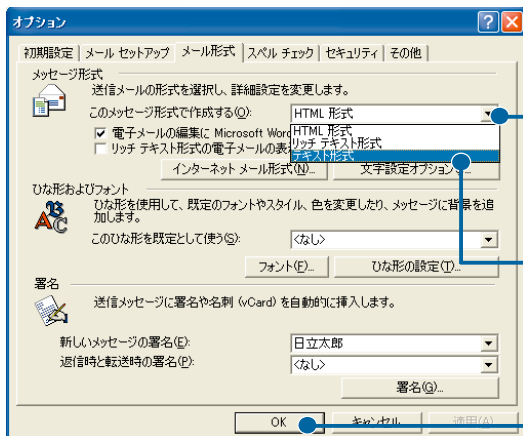 オプション
初期設定 メール セットアップ メール形式 スペル チェック セキュリティ その他
メッセージ形式
送信メールの形式を選択し、詳細設定を変更します。
このメッセージ形式で作成する(O): HTML 形式
電子メールの編集に Microsoft Word
HTML 形式
リッチ テキスト形式
テキスト形式
リッチ テキスト形式の電子メールの表
インターネット メール形式(N)... 文字設定オプション
ひな形およびフォント
ひな形を使用して、既定のフォントやスタイル、色を変更したり、メッセージに背景を追
加します。
このひな形を既定として使う(S): <なし>
フォント(F)... ひな形の設定(T)...
署名
送信メッセージに署名や名刺 (vCard) を自動的に挿入します。
新しいメッセージの署名(E): 日立太郎
返信時と転送時の署名(P): <なし>
署名(G)...
OK キャンセル 適用(A)